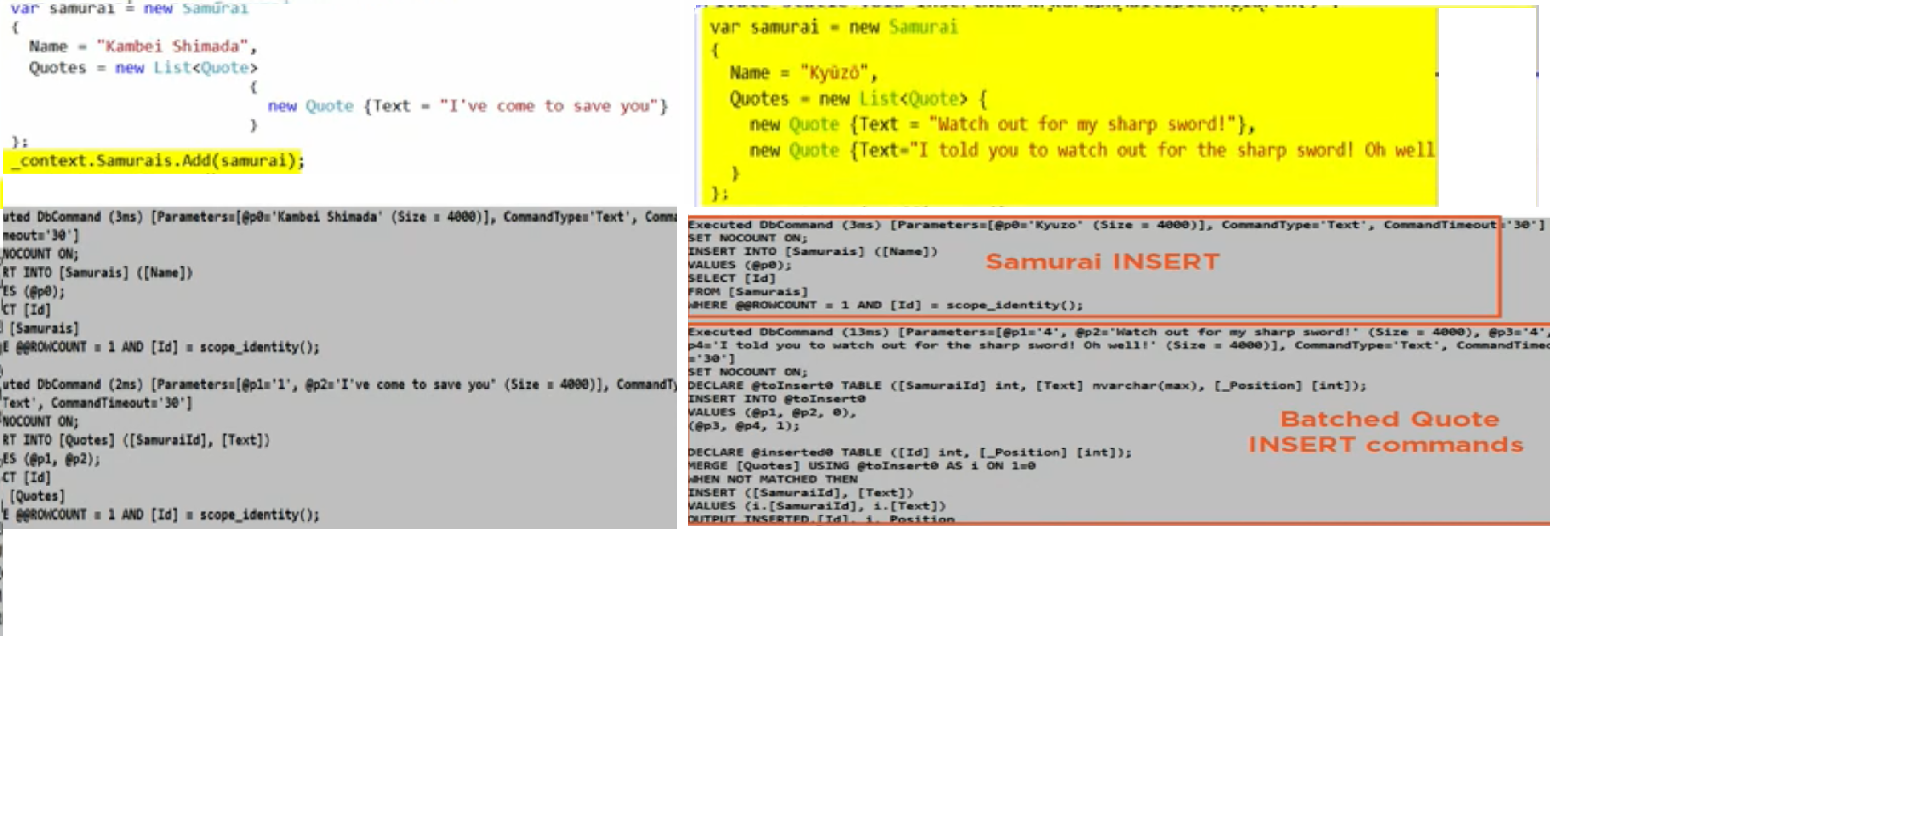 var samurai = new Samurai
{
Name = "Kambei Shimada",
Quotes = new List<Quote>
{
new Quote {Text = "I've come to save you"}
}
};
_context.Samurais.Add(samurai);
uted DbCommand (3ms) [Parameters=[@p0='Kambei Shimada' (Size = 4000)], CommandType='Text', Comma
meout='30']
NOCOUNT ON;
RT INTO [Samurais] ([Name])
ES (@p0);
CT [Id]
[Samurais]
E @@ROWCOUNT = 1 AND [Id] = scope_identity();
uted DbCommand (2ms) [Parameters=[@p1='1', @p2='I've come to save you' (Size = 4000)], CommandTy
Text', CommandTimeout='30']
NOCOUNT ON;
RT INTO [Quotes] ([SamuraiId], [Text])
ES (@p1, @p2);
CT [Id]
[Quotes]
E @@ROWCOUNT = 1 AND [Id] = scope_identity();
var samurai = new Samurai
{
Name = "Kyūzō",
Quotes = new List<Quote> {
new Quote {Text = "Watch out for my sharp sword!"},
new Quote {Text="I told you to watch out for the sharp sword! Oh well
}
};
Executed DbCommand (3ms) [Parameters=[@p0='Kyuzo' (Size = 4000)], CommandType='Text', CommandTimeout='30']
SET NOCOUNT ON;
INSERT INTO [Samurais] ([Name])
VALUES (@p0);
SELECT [Id]
FROM [Samurais]
WHERE @@ROWCOUNT = 1 AND [Id] = scope_identity();
Samurai INSERT
Executed DbCommand (13ms) [Parameters=[@p1='4', @p2='Watch out for my sharp sword!' (Size = 4000), @p3='4',
p4='I told you to watch out for the sharp sword! Oh well!' (Size = 4000)], CommandType='Text', CommandTimeo
='30']
SET NOCOUNT ON;
DECLARE @toInsert0 TABLE ([SamuraiId] int, [Text] nvarchar(max), [_Position] [int]);
INSERT INTO @toInsert0
VALUES (@p1, @p2, 0),
(@p3, @p4, 1);
Batched Quote
INSERT commands
DECLARE @inserted0 TABLE ([Id] int, [_Position] [int]);
MERGE [Quotes] USING @toInsert0 AS i ON 1=0
WHEN NOT MATCHED THEN
INSERT ([SamuraiId], [Text])
VALUES (i.[SamuraiId], i.[Text])
OUTPUT INSERTED.[Id], i._Position